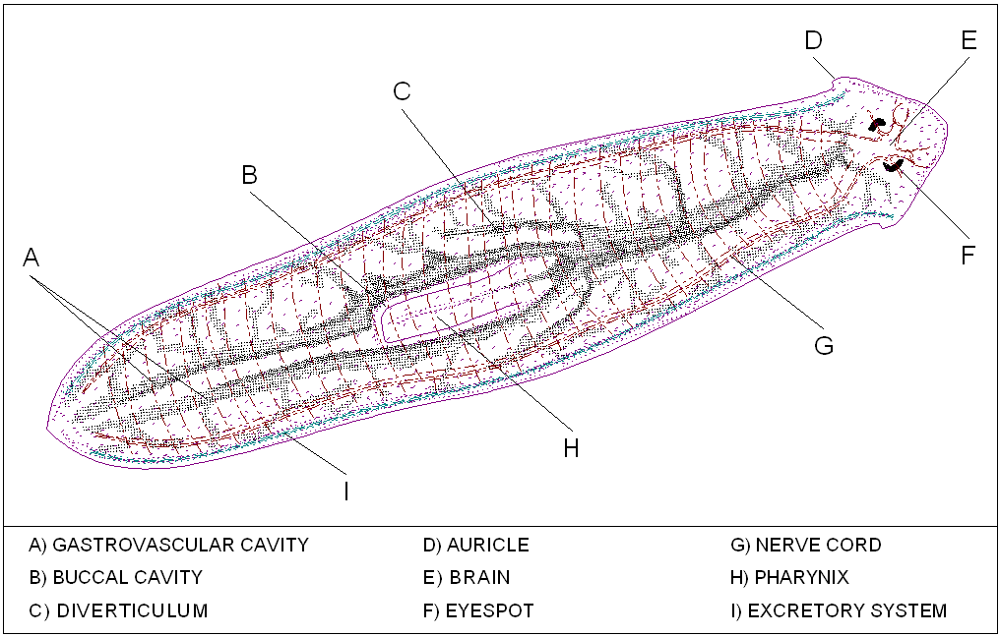 D
E
C
B
A
F
G
H
I
A) GASTROVASCULAR CAVITY
B) BUCCAL CAVITY
C) DIVERTICULUM
D) AURICLE
E) BRAIN
F) EYESPOT
G) NERVE CORD
H) PHARYNIX
I) EXCRETORY SYSTEM